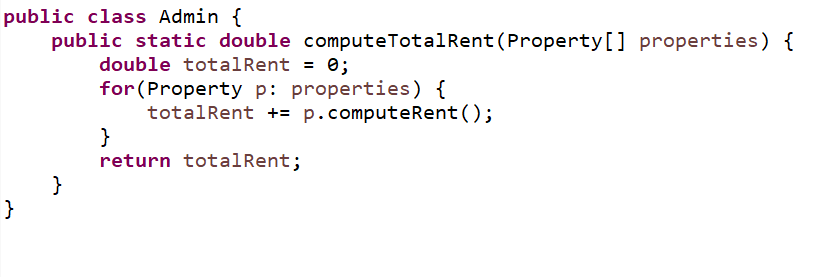 public class Admin {
    public static double computeTotalRent(Property[] properties) {
        double totalRent = 0;
        for(Property p: properties) {
            totalRent += p.computeRent();
        }
        return totalRent;
    }
}